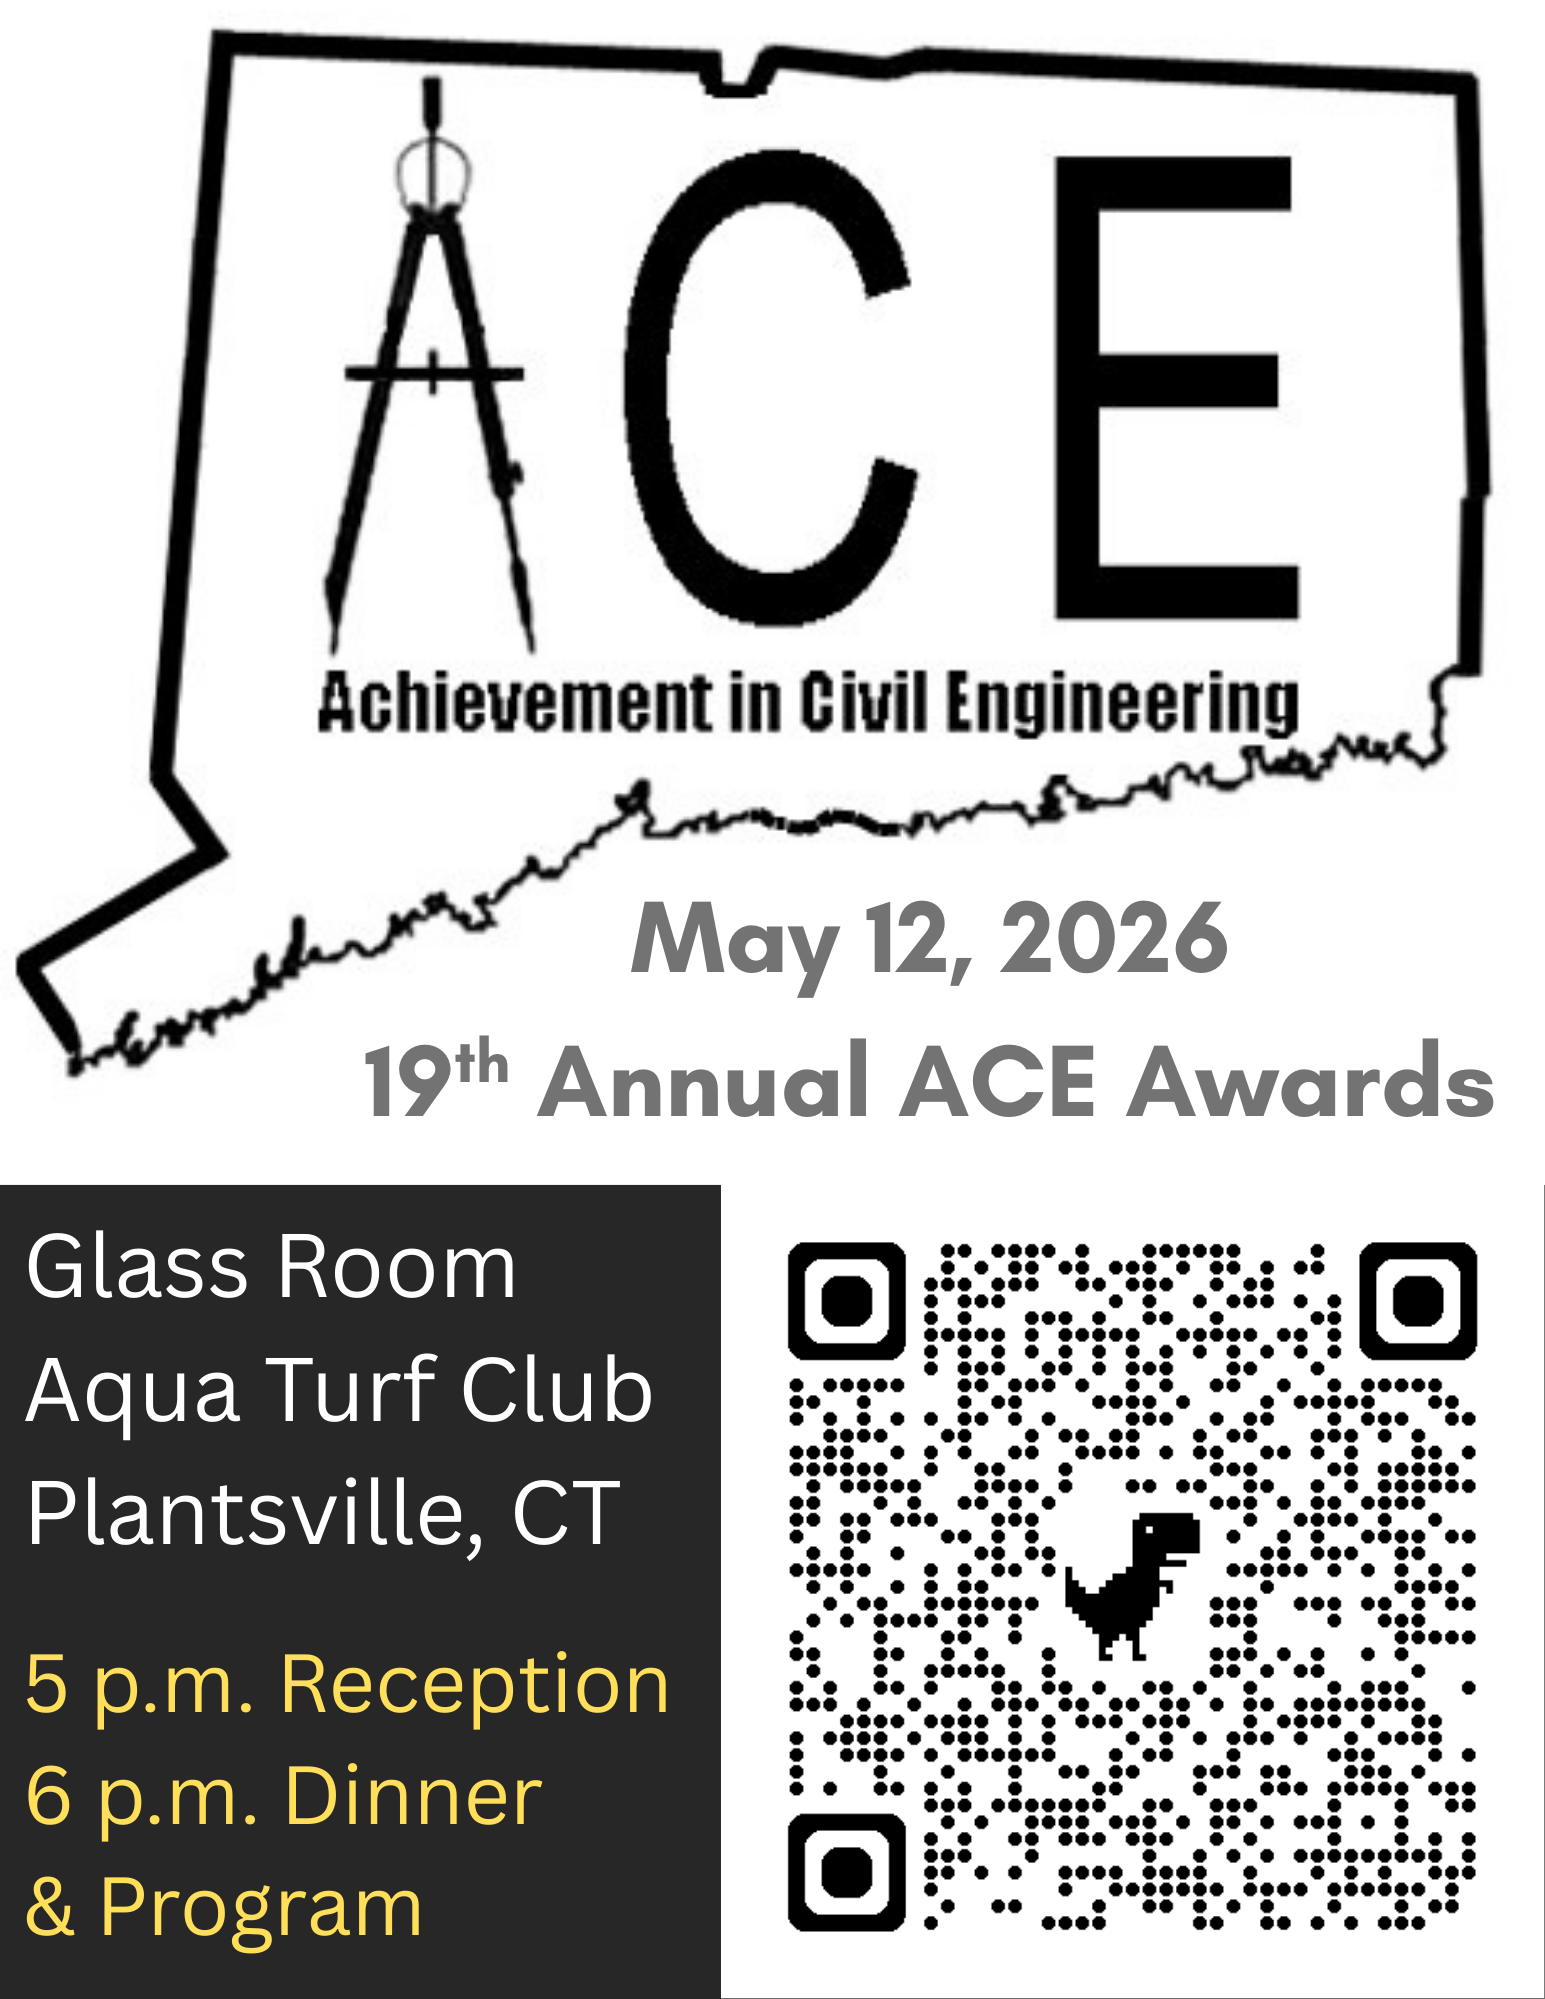 ACE
Achievement in Civil Engineering
May 12, 2026
19th Annual ACE Awards
Glass Room
Aqua Turf Club
Plantsville, CT
5 p.m. Reception
6 p.m. Dinner
& Program